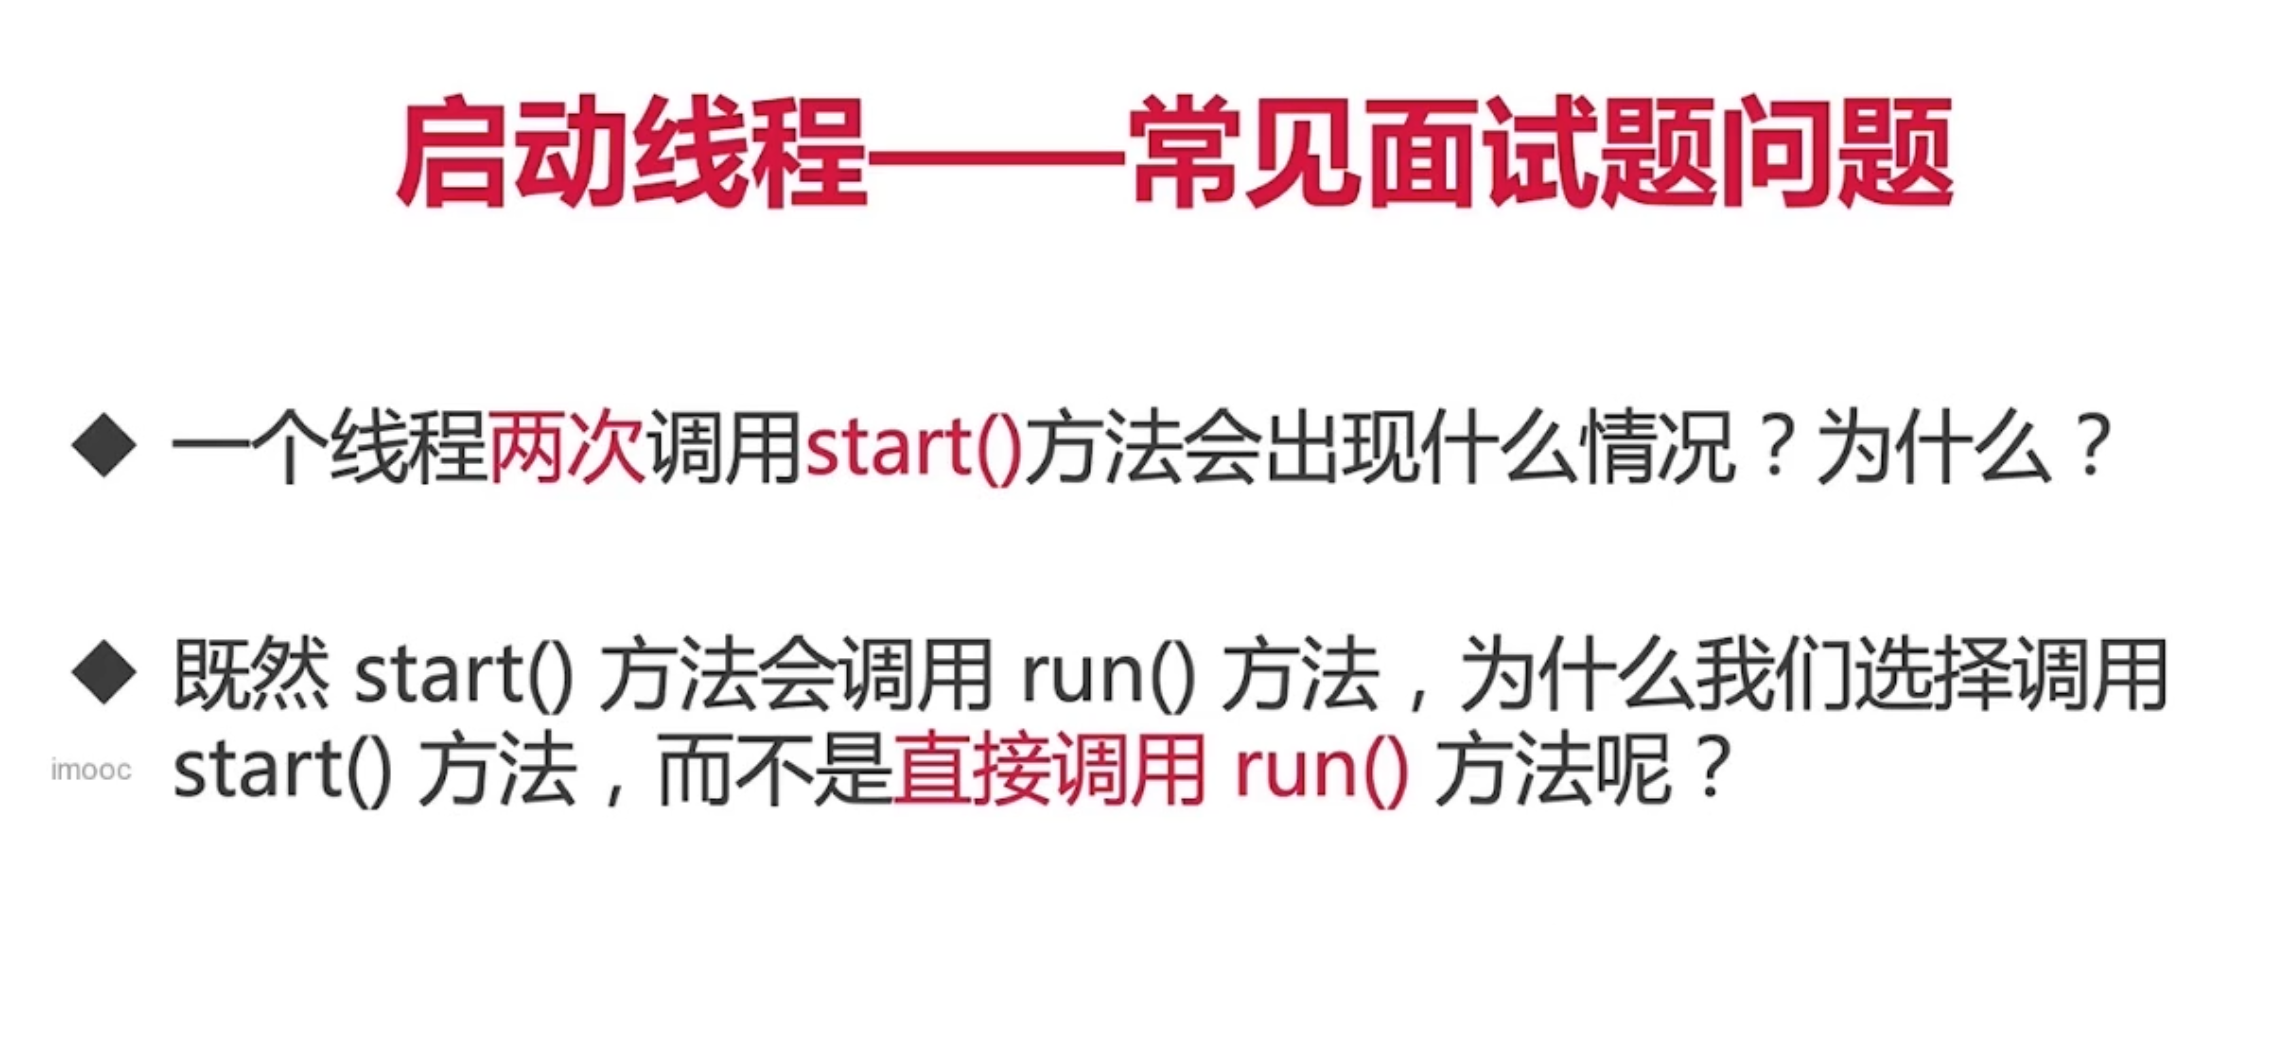 启动线程——常见面试题问题
◆ 一个线程两次调用start()方法会出现什么情况？为什么？
◆ 既然 start() 方法会调用 run() 方法，为什么我们选择调用
start() 方法，而不是直接调用 run() 方法呢？
imooc